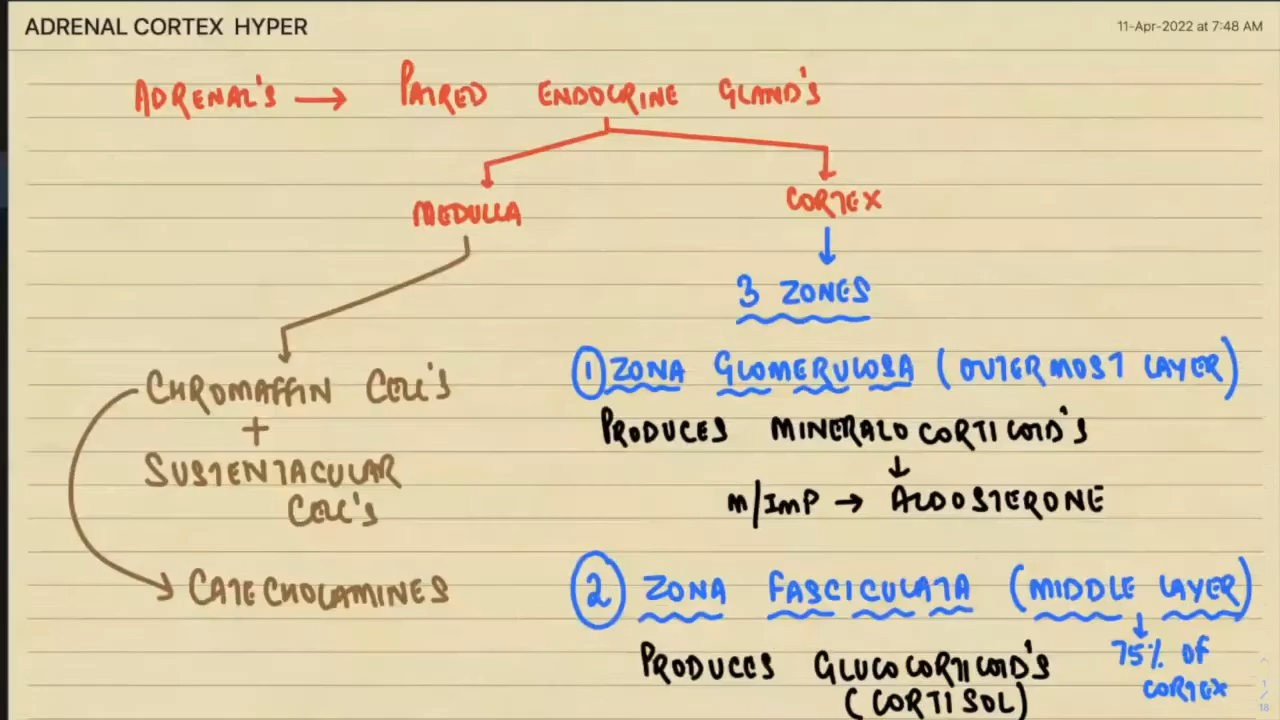 ADRENAL CORTEX HYPER
11-Apr-2022 at 7:48 AM
ADRENAL'S → PAIRED ENDOCRINE GLAND'S
MEDULLA
CORTEX
3 ZONES
CHROMAFFIN CELL'S
+
SUSTENTACULAR
CELL'S
CATECHOLAMINES
① ZONA GLOMERULOSA (OUTERMOST LAYER)
PRODUCES MINERALOCORTICOID'S
↓
M/IMP → ALDOSTERONE
② ZONA FASCICULATA (MIDDLE LAYER)
75% OF
CORTEX
PRODUCES GLUCOCORTICOID'S
(CORTISOL)
1
/
18